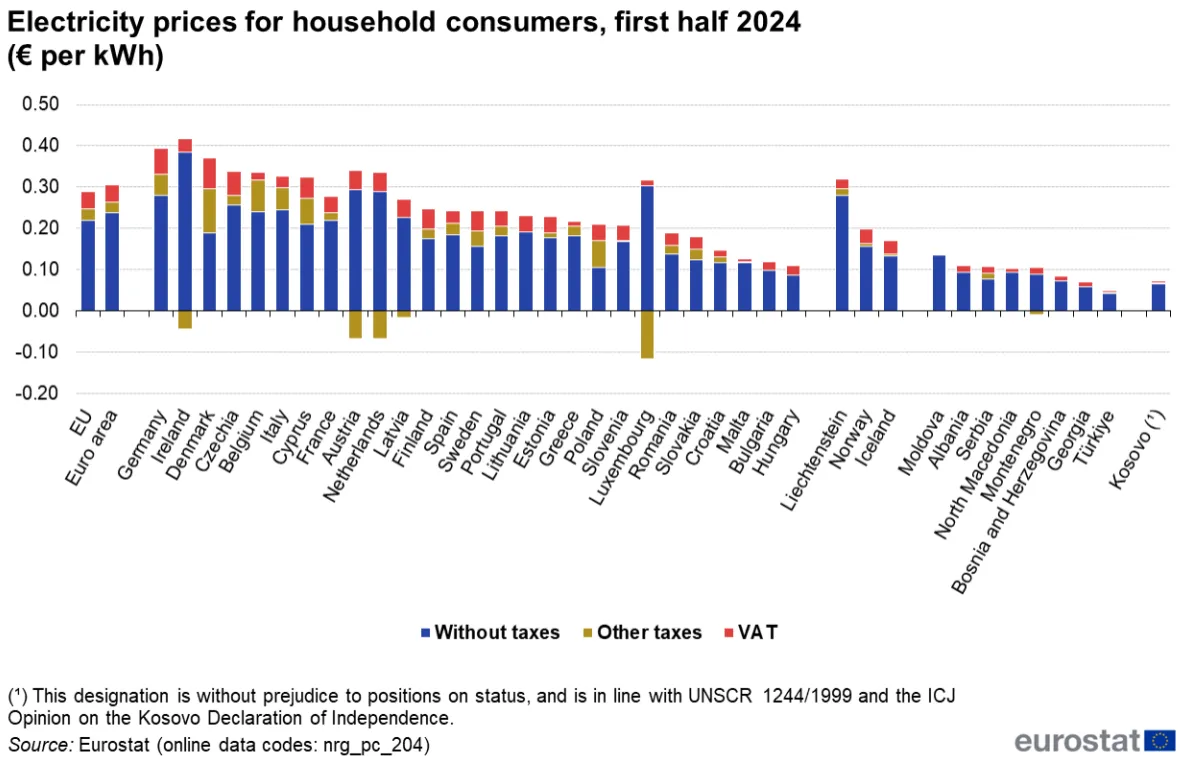 Electricity prices for household consumers, first half 2024
(€ per kWh)
0.50
0.40
0.30
0.20
0.10
0.00
-0.10
-0.20
EU
Euro area
Germany
Ireland
Denmark
Czechia
Belgium
Italy
Cyprus
France
Austria
Netherlands
Latvia
Finland
Spain
Sweden
Portugal
Lithuania
Estonia
Greece
Poland
Slovenia
Luxembourg
Romania
Slovakia
Croatia
Malta
Bulgaria
Hungary
Liechtenstein
Norway
Iceland
Moldova
Albania
Serbia
North Macedonia
Montenegro
Bosnia and Herzegovina
Georgia
Türkiye
Kosovo (¹)
Without taxes Other taxes VAT
(¹) This designation is without prejudice to positions on status, and is in line with UNSCR 1244/1999 and the ICJ
Opinion on the Kosovo Declaration of Independence.
Source: Eurostat (online data codes: nrg_pc_204)
eurostat